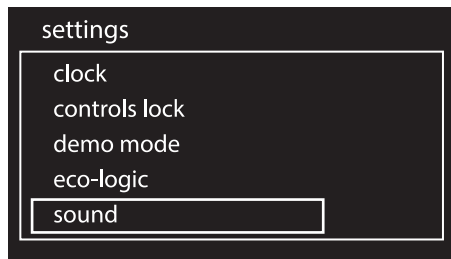 settings
clock
controls lock
demo mode
eco-logic
sound